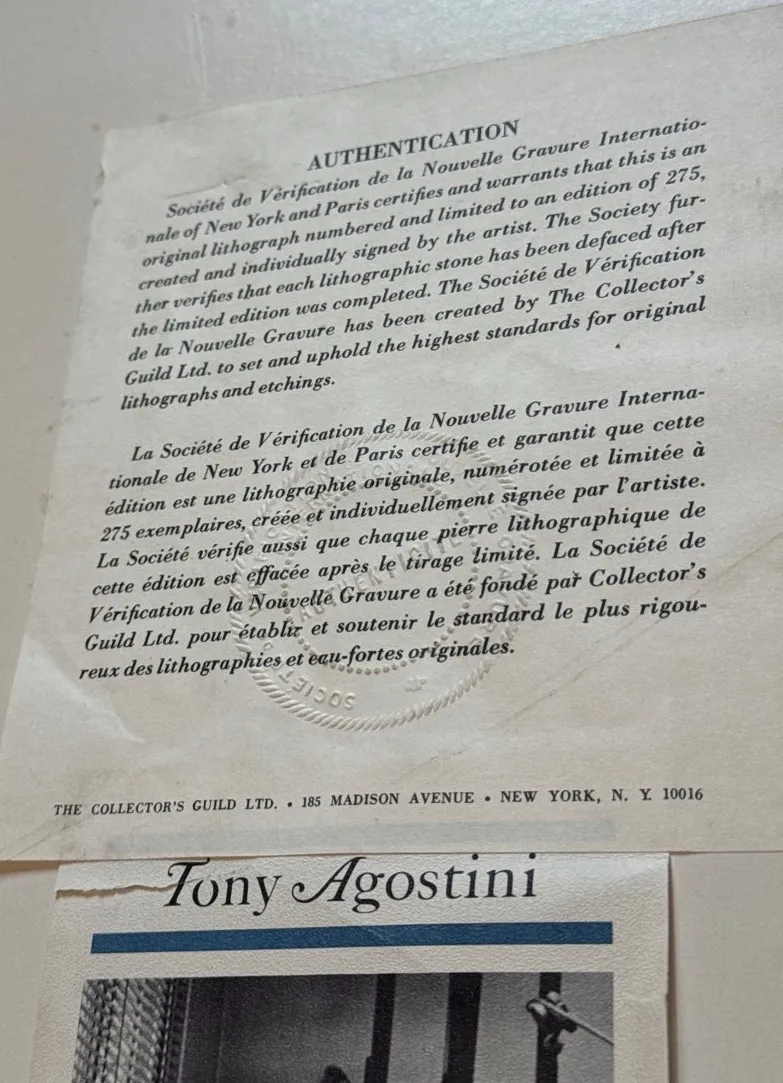 AUTHENTICATION
Société de Vérification de la Nouvelle Gravure Internatio-
nale of New York and Paris certifies and warrants that this is an
original lithograph numbered and limited to an edition of 275,
created and individually signed by the artist. The Society fur-
ther verifies that each lithographic stone has been defaced after
the limited edition was completed. The Société de Vérification
de la Nouvelle Gravure has been created by The Collector's
Guild Ltd. to set and uphold the highest standards for original
lithographs and etchings.
La Société de Vérification de la Nouvelle Gravure Interna-
tionale de New York et de Paris certifie et garantit que cette
édition est une lithographie originale, numérotée et limitée à
275 exemplaires, créée et individuellement signée par l'artiste.
La Société vérifie aussi que chaque pierre lithographique de
cette édition est effacée après le tirage limité. La Société de
Vérification de la Nouvelle Gravure a été fondé par Collector's
Guild Ltd. pour établir et soutenir le standard le plus rigou-
reux des lithographies et eau-fortes originales.
SOCIETE
THE COLLECTOR'S GUILD LTD. • 185 MADISON AVENUE • NEW YORK, N. Y. 10016
Tony Agostini